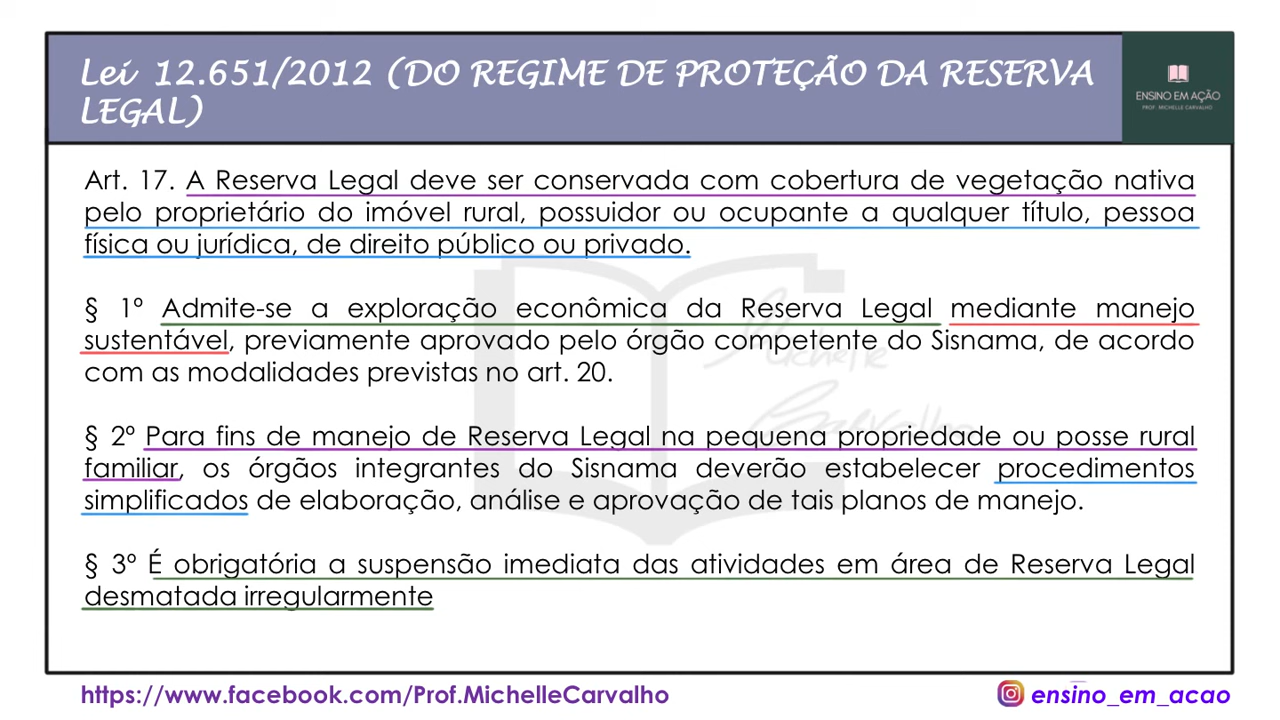 Lei 12.651/2012 (DO REGIME DE PROTEÇÃO DA RESERVA
LEGAL)
ENSINO EM AÇÃO
PROF. MICHELLE CARVALHO
Art. 17. A Reserva Legal deve ser conservada com cobertura de vegetação nativa
pelo proprietário do imóvel rural, possuidor ou ocupante a qualquer título, pessoa
física ou jurídica, de direito público ou privado.
§ 1º Admite-se a exploração econômica da Reserva Legal mediante manejo
sustentável, previamente aprovado pelo órgão competente do Sisnama, de acordo
com as modalidades previstas no art. 20.
§ 2º Para fins de manejo de Reserva Legal na pequena propriedade ou posse rural
familiar, os órgãos integrantes do Sisnama deverão estabelecer procedimentos
simplificados de elaboração, análise e aprovação de tais planos de manejo.
§ 3º É obrigatória a suspensão imediata das atividades em área de Reserva Legal
desmatada irregularmente
Michelle
Carvalho
https://www.facebook.com/Prof.MichelleCarvalho
ensino_em_acao